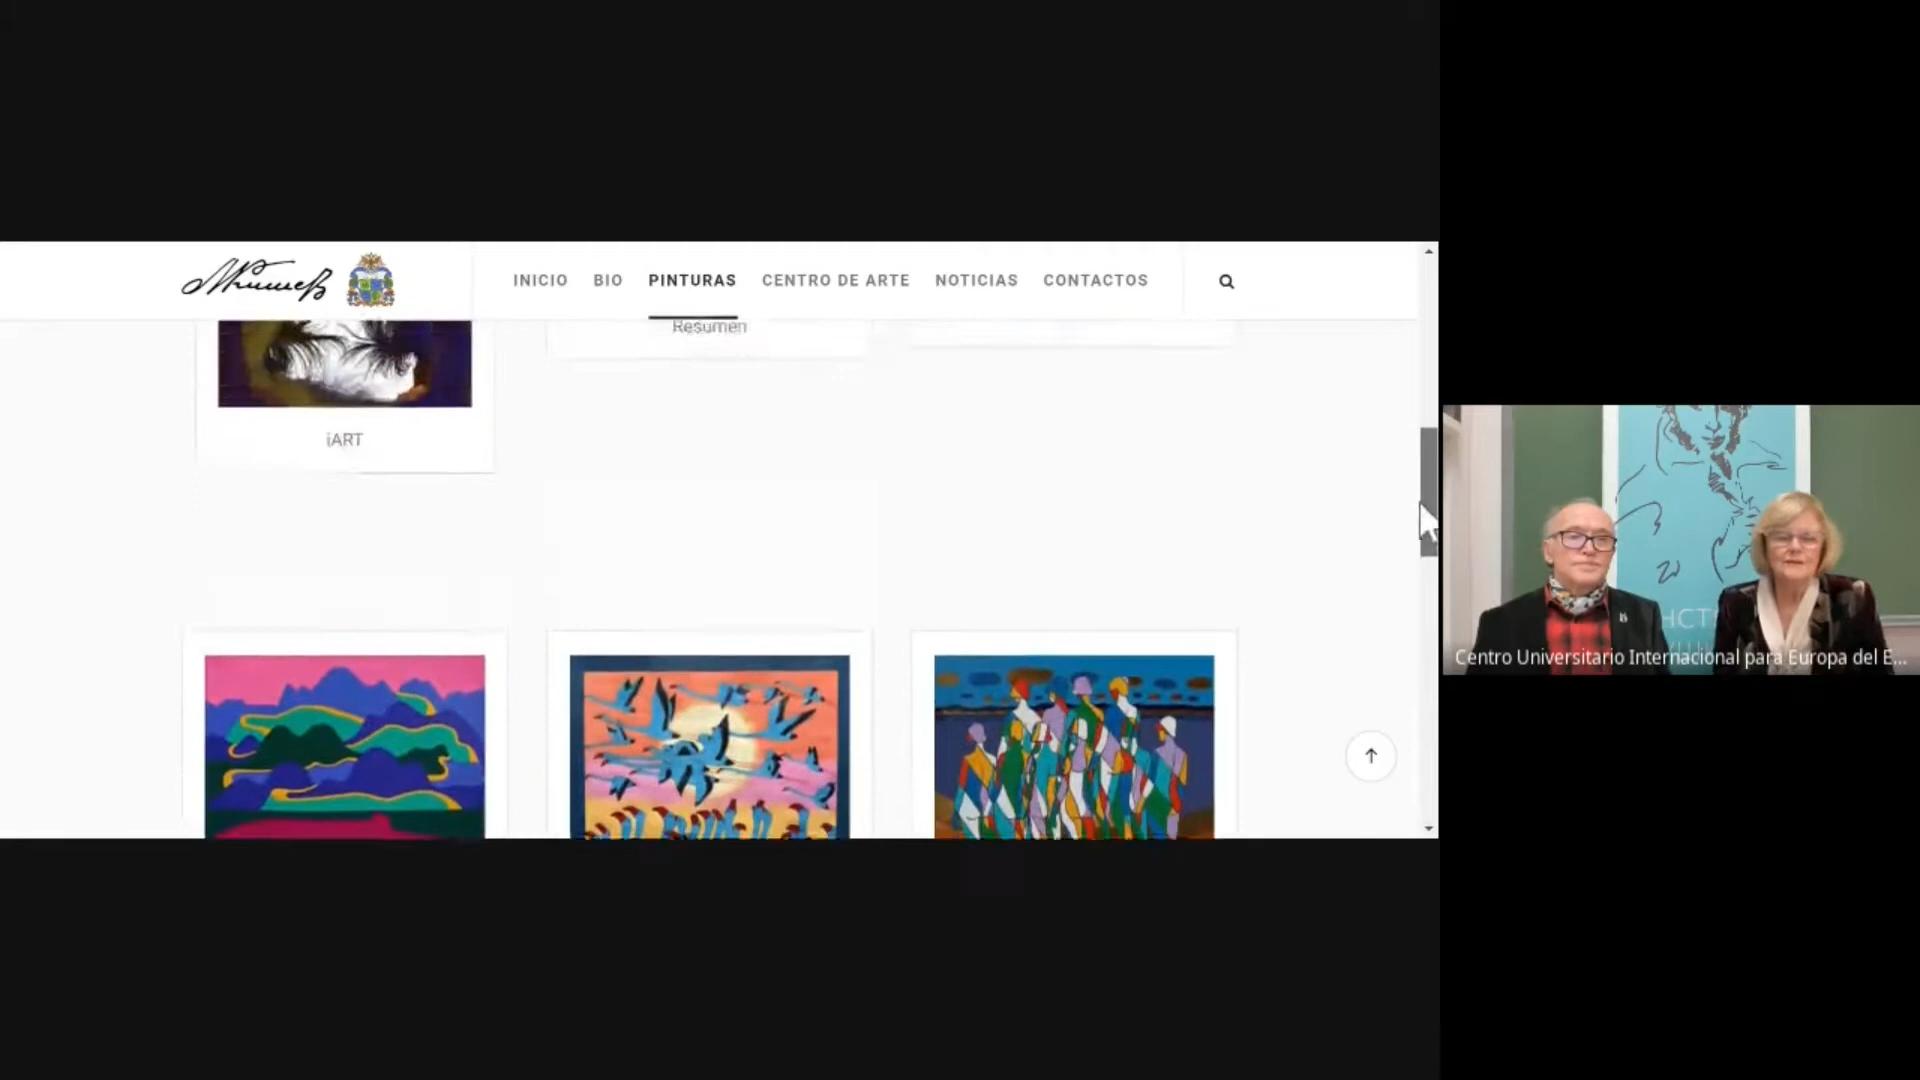 INICIO BIO PINTURAS CENTRO DE ARTE NOTICIAS CONTACTOS
Resumen
iART
Centro Universitario Internacional para Europa del E...